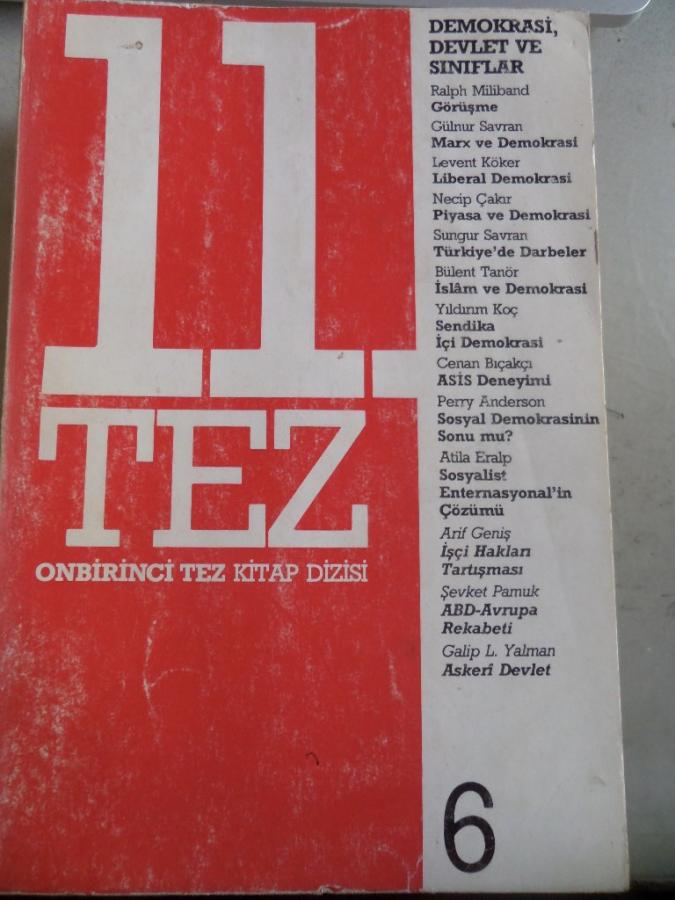 11.
TEZ
ONBİRİNCİ TEZ KİTAP DİZİSİ
DEMOKRASİ,
DEVLET VE
SINIFLAR
Ralph Miliband
Görüşme
Gülnur Savran
Marx ve Demokrasi
Levent Köker
Liberal Demokrasi
Necip Çakır
Piyasa ve Demokrasi
Sungur Savran
Türkiye'de Darbeler
Bülent Tanör
İslâm ve Demokrasi
Yıldırım Koç
Sendika
İçi Demokrasi
Cenan Bıçakçı
ASİS Deneyimi
Perry Anderson
Sosyal Demokrasinin
Sonu mu?
Atila Eralp
Sosyalist
Enternasyonal'in
Çözümü
Arif Geniş
İşçi Hakları
Tartışması
Şevket Pamuk
ABD-Avrupa
Rekabeti
Galip L. Yalman
Askerî Devlet
6